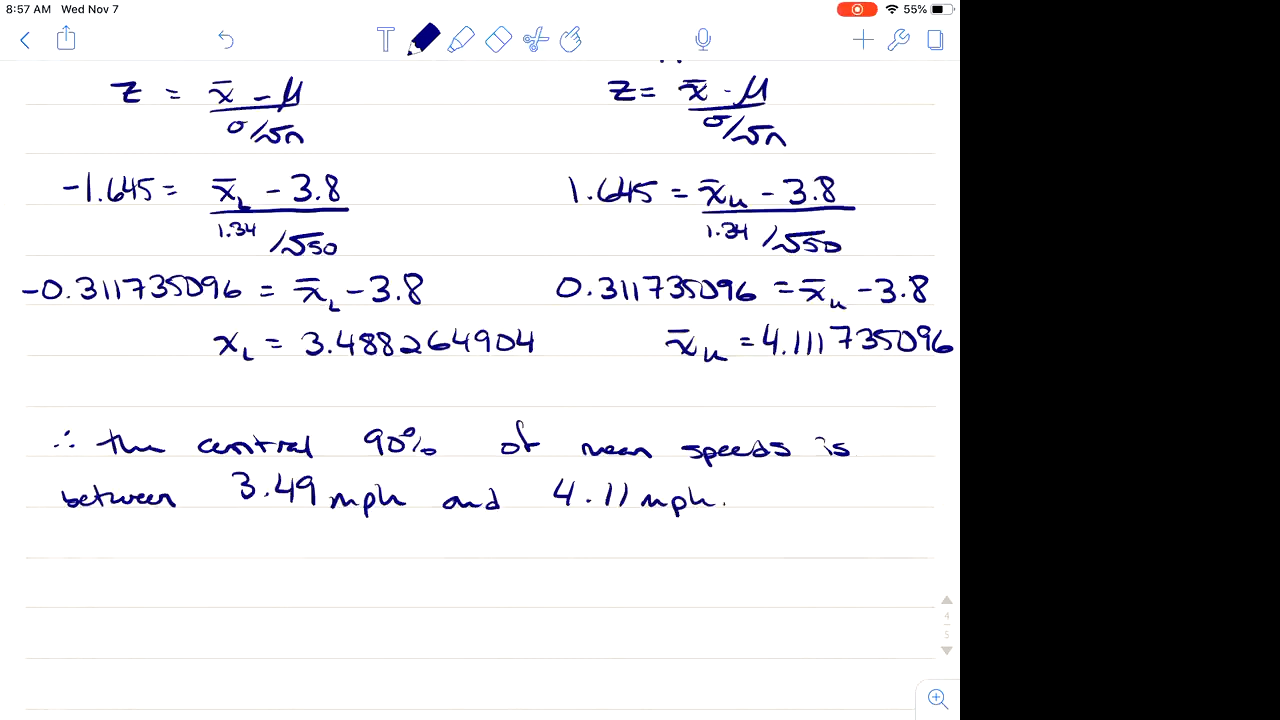 8:57 AM Wed Nov 7 55%
T
z = x̄ - μ z = x̄ - μ
σ/√n σ/√n
-1.645 = x̄L - 3.8 1.645 = x̄u - 3.8
1.34/√50 1.34/√50
-0.311735096 = x̄L - 3.8 0.311735096 = x̄u - 3.8
xL = 3.488264904 x̄u = 4.111735096
∴ the central 90% of mean speeds is
between 3.49 mph and 4.11 mph.
4
5